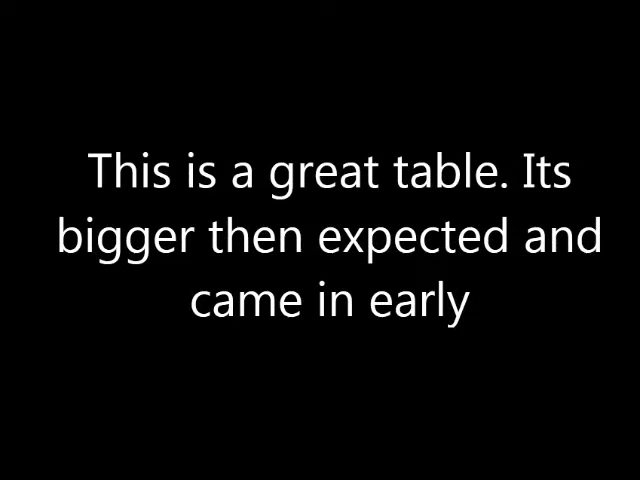 This is a great table. Its
bigger then expected and
came in early